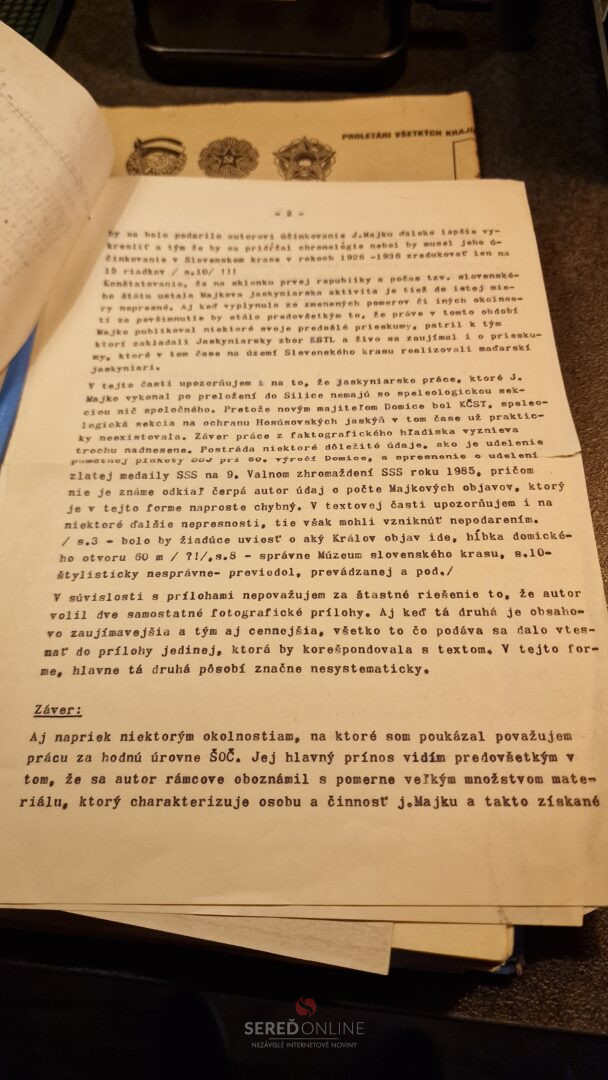 PROLETÁRI VŠETKÝCH KRAJÍ
- 2 -
by sa bolo podarilo autorovi účinkovanie J.Majku ďaleko lepšie vy-
kresliť a tým že by sa pridŕžal chronológie nebol by musel jeho ú-
činkovanie v Slovenskom krase v rokoch 1926 -1936 zredukovať len na
15 riadkov / s.10/ !!!
Konštatovanie, že na sklonku prvej republiky a počas tzv. slovenské-
ho štátu ustala Majkova jaskyniarska aktivita je tiež do istej mie-
ry nepresné. Aj keď vyplynula zo zmenených pomerov či iných okolnos-
tí za povšimnutie by stálo predovšetkým to, že práve v tomto období
Majko publikoval niektoré svoje predošlé prieskumy, patril k tým
ktorí zakladali Jaskyniarsky zbor KSTL a živo sa zaujímal i o priesku-
my, ktoré v tom čase na území Slovenského krasu realizovali maďarskí
jaskyniari.
V tejto časti upozorňujem i na to, že jaskyniarske práce, ktoré J.
Majko vykonal po preložení do Silice nemajú so speleologickou sek-
ciou nič spoločného. Pretože novým majiteľom Domice bol KČST, speleo-
logická sekcia na ochranu Hosúsovských jaskýň v tom čase už praktic-
ky neexistovala. Záver práce z faktografického hľadiska vyznieva
trochu nadnesene. Postráda niektoré dôležité údaje, ako je udelenie
pamätnej plakety SSJ pri 50. výročí Domice, a spresnenie o udelení
zlatej medaily SSS na 9. Valnom zhromaždení SSS roku 1985, pričom
nie je známe odkiaľ čerpá autor údaj o počte Majkových objavov, ktorý
je v tejto forme naproste chybný. V textovej časti upozorňujem i na
niektoré ďalšie nepresnosti, tie však mohli vzniknúť nepodarením.
/ s.3 - bolo by žiadúce uviesť o aký Králov objav ide, hĺbka domické-
ho otvoru 60 m / ?!/,s.8 - správne Múzeum slovenského krasu, s.10-
štylisticky nesprávne- previedol, prevádzanej a pod./
V súvislosti s prílohami nepovažujem za šťastné riešenie to, že autor
volil dve samostatné fotografické prílohy. Aj keď tá druhá je obsaho-
vo zaujímavejšia a tým aj cennejšia, všetko to čo podáva sa dalo vtes-
nať do prílohy jedinej, ktorá by korešpondovala s textom. V tejto for-
me, hlavne tá druhá pôsobí značne nesystematicky.
Záver:
Aj napriek niektorým okolnostiam, na ktoré som poukázal považujem
prácu za hodnú úrovne ŠOČ. Jej hlavný prínos vidím predovšetkým v
tom, že sa autor rámcove oboznámil s pomerne veľkým množstvom mate-
riálu, ktorý charakterizuje osobu a činnosť j.Majku a takto získané
SEREĎONLINE
NEZÁVISLÉ INTERNETOVÉ NOVINY